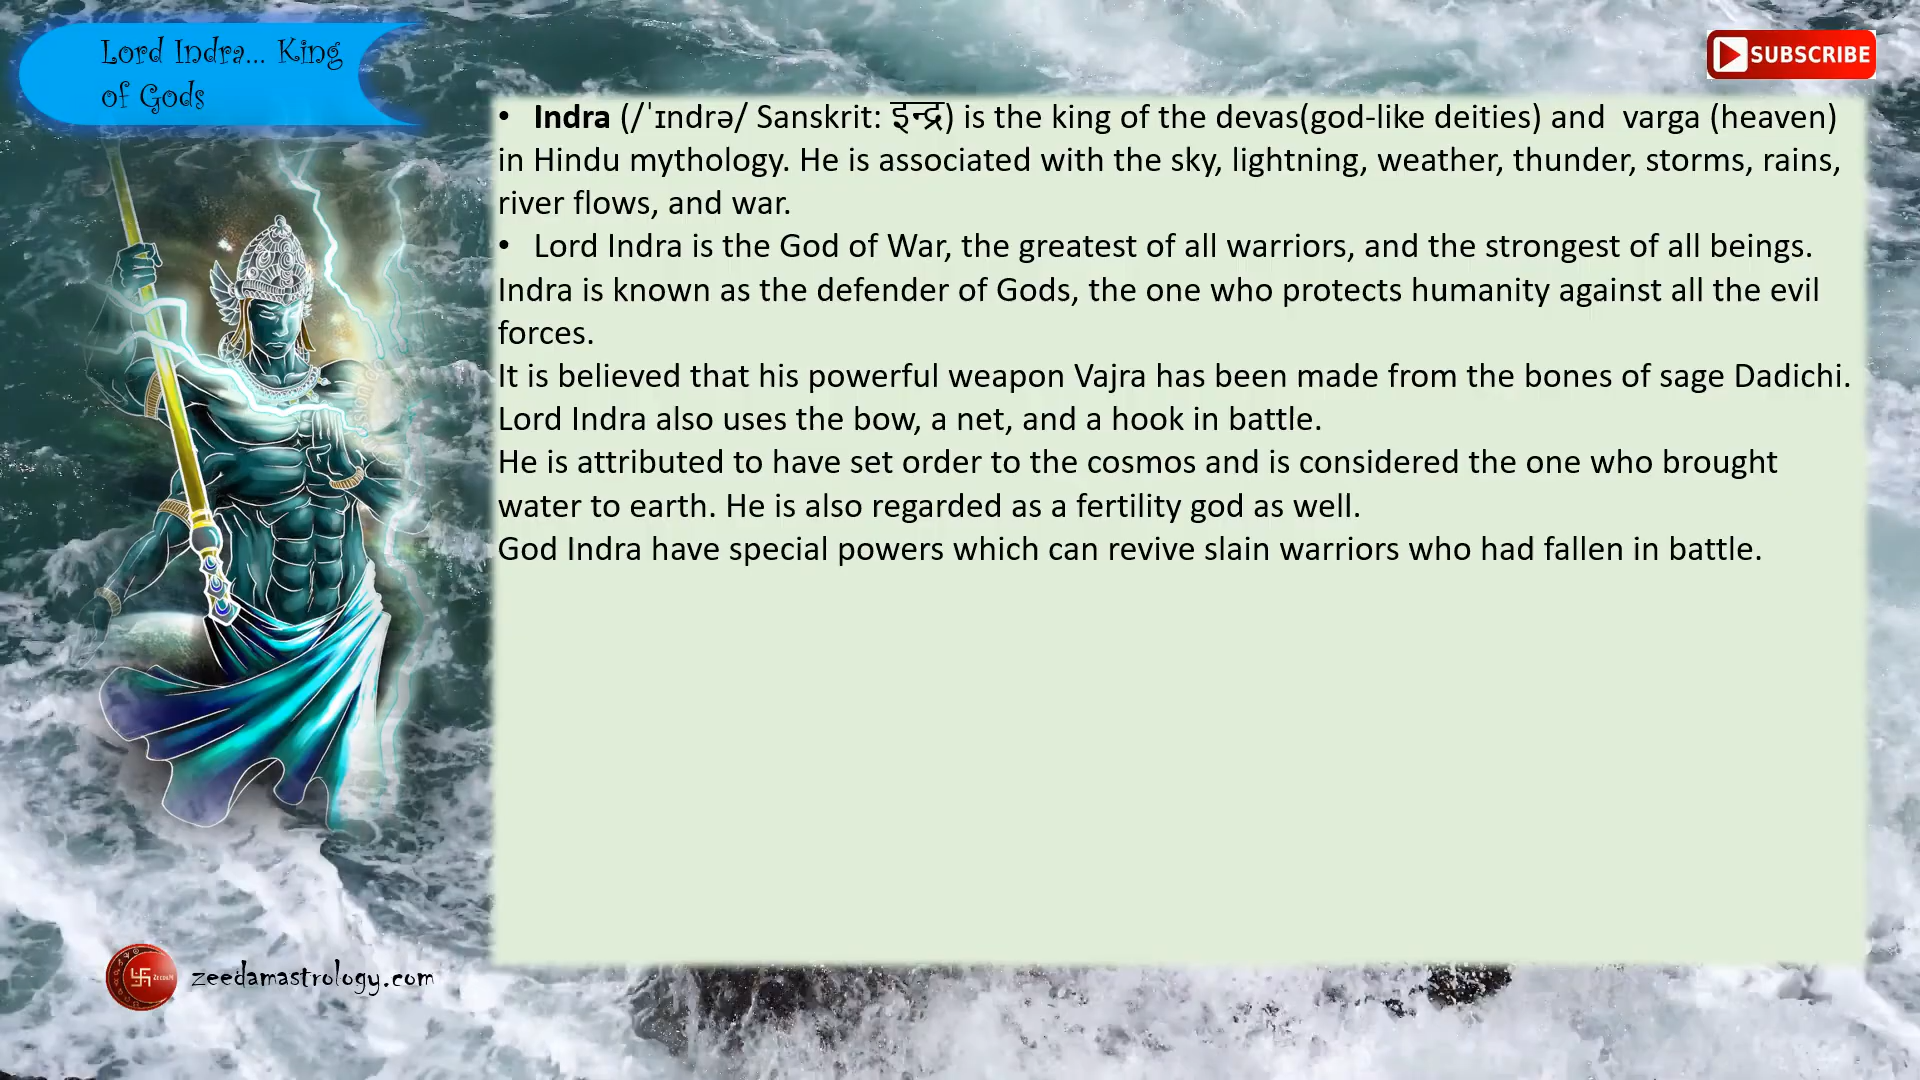 Lord Indra... King
of Gods
SUBSCRIBE
• Indra (/ˈɪndrə/ Sanskrit: इन्द्र) is the king of the devas(god-like deities) and  varga (heaven)
in Hindu mythology. He is associated with the sky, lightning, weather, thunder, storms, rains,
river flows, and war.
• Lord Indra is the God of War, the greatest of all warriors, and the strongest of all beings.
Indra is known as the defender of Gods, the one who protects humanity against all the evil
forces.
It is believed that his powerful weapon Vajra has been made from the bones of sage Dadichi.
Lord Indra also uses the bow, a net, and a hook in battle.
He is attributed to have set order to the cosmos and is considered the one who brought
water to earth. He is also regarded as a fertility god as well.
God Indra have special powers which can revive slain warriors who had fallen in battle.
zeedamastrology.com